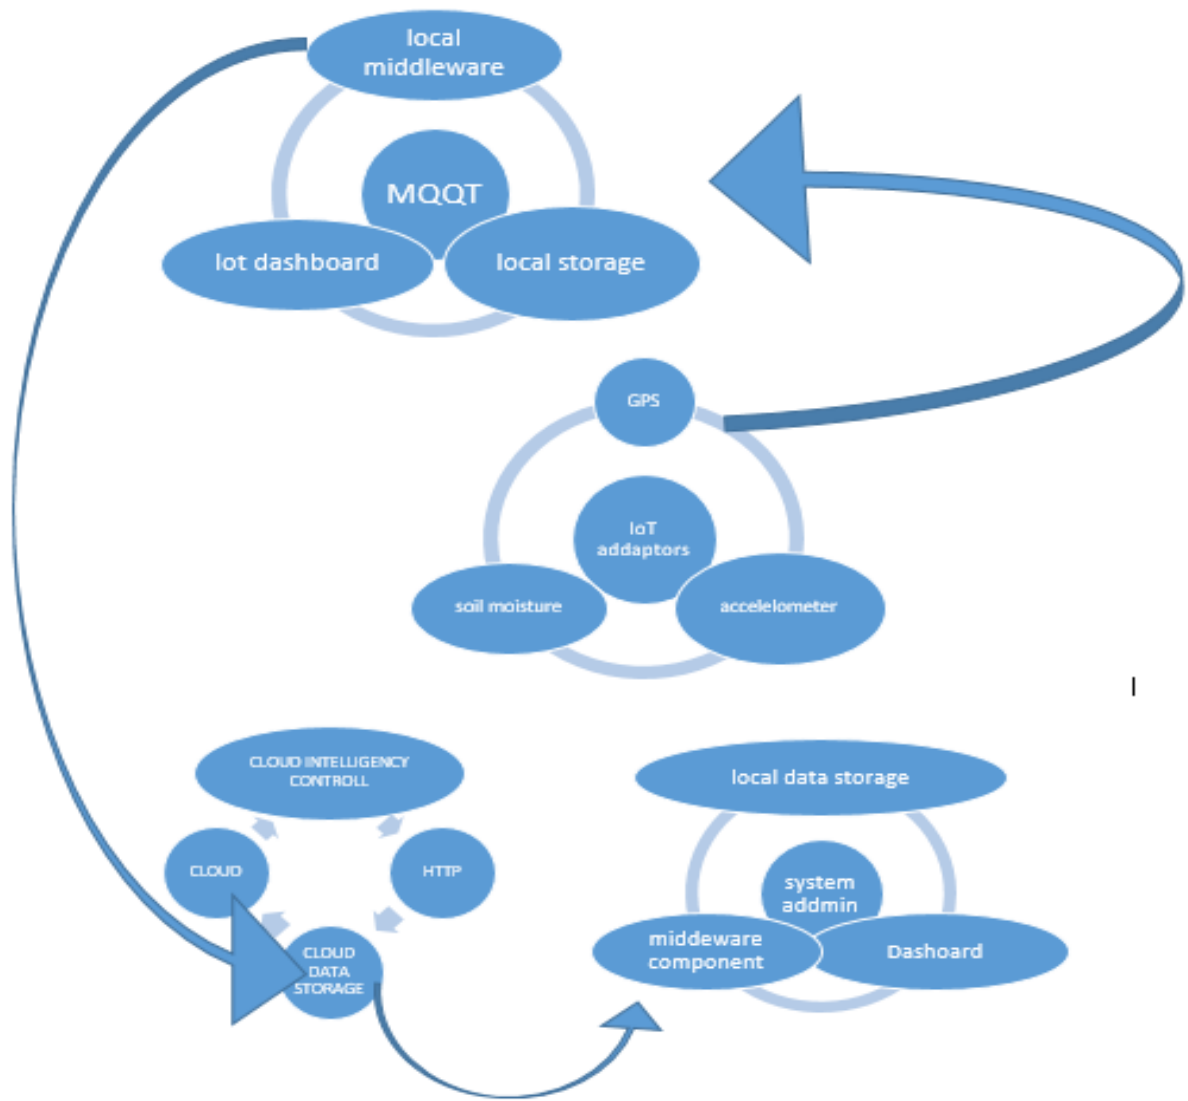 local
middleware
MQQT
Iot dashboard
local storage
GPS
IoT
addaptors
soil moisture
accelelometer
CLOUD INTELLIGENCY
CONTROLL
CLOUD
HTTP
CLOUD
DATA
STORAGE
local data storage
system
addmin
middeware
component
Dashoard